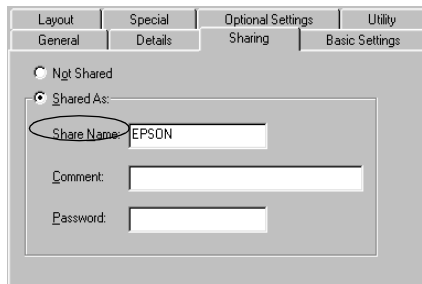 Layout Special Optional Settings Utility
General Details Sharing Basic Settings
Not Shared
Shared As:
Share Name: EPSON
Comment:
Password: